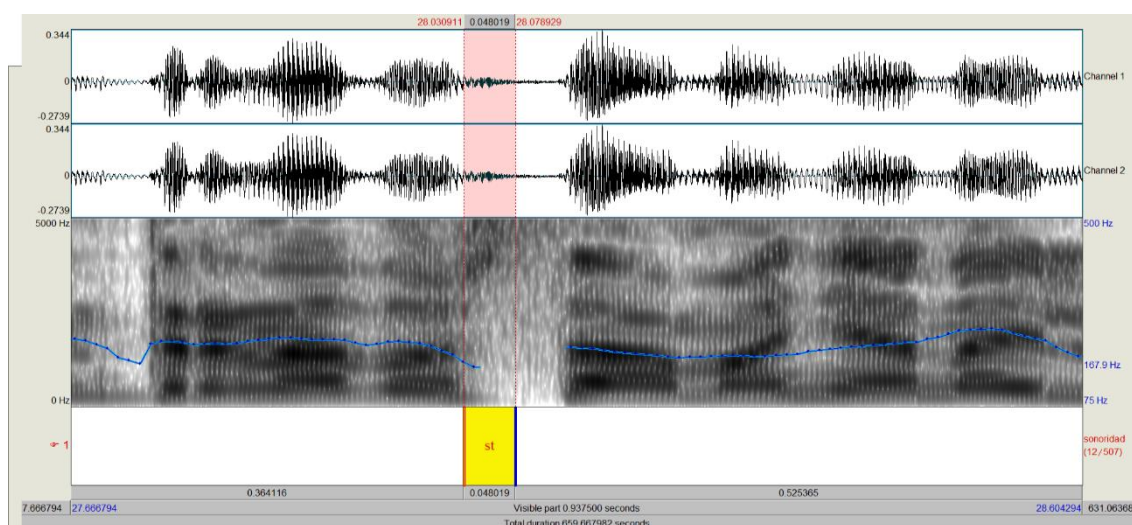 28.030911 0.048019 28.078929
0.344
0
-0.2739
Channel 1
0.344
0
-0.2739
Channel 2
5000 Hz
500 Hz
167.9 Hz
0 Hz
75 Hz
☞ 1
st
sonoridad
(12/507)
0.364116 0.048019 0.525365
7.666794 27.666794 Visible part 0.937500 seconds 28.604294 631.06368
Total duration 659.667982 seconds